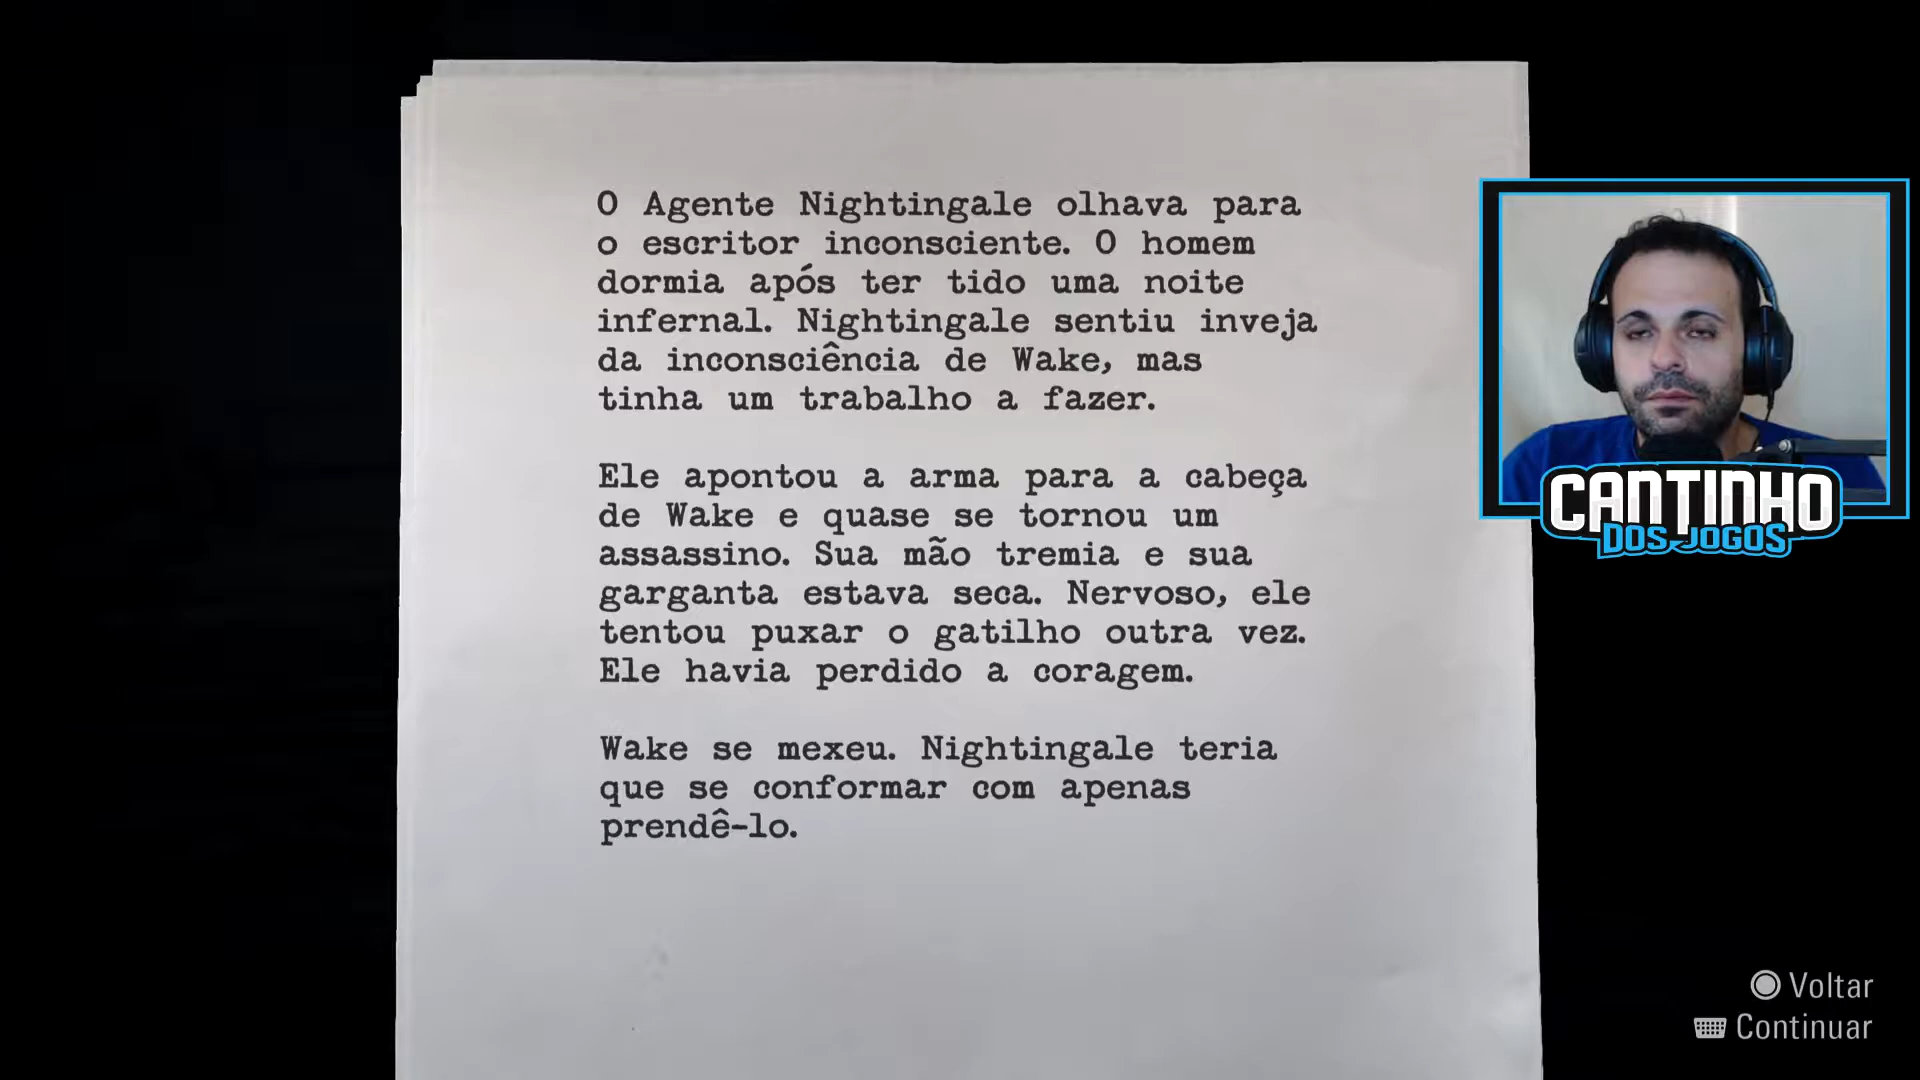 O Agente Nightingale olhava para
o escritor inconsciente. O homem
dormia após ter tido uma noite
infernal. Nightingale sentiu inveja
da inconsciência de Wake, mas
tinha um trabalho a fazer.
Ele apontou a arma para a cabeça
de Wake e quase se tornou um
assassino. Sua mão tremia e sua
garganta estava seca. Nervoso, ele
tentou puxar o gatilho outra vez.
Ele havia perdido a coragem.
Wake se mexeu. Nightingale teria
que se conformar com apenas
prendê-lo.
CANTINHO
DOS JOGOS
Voltar
Continuar